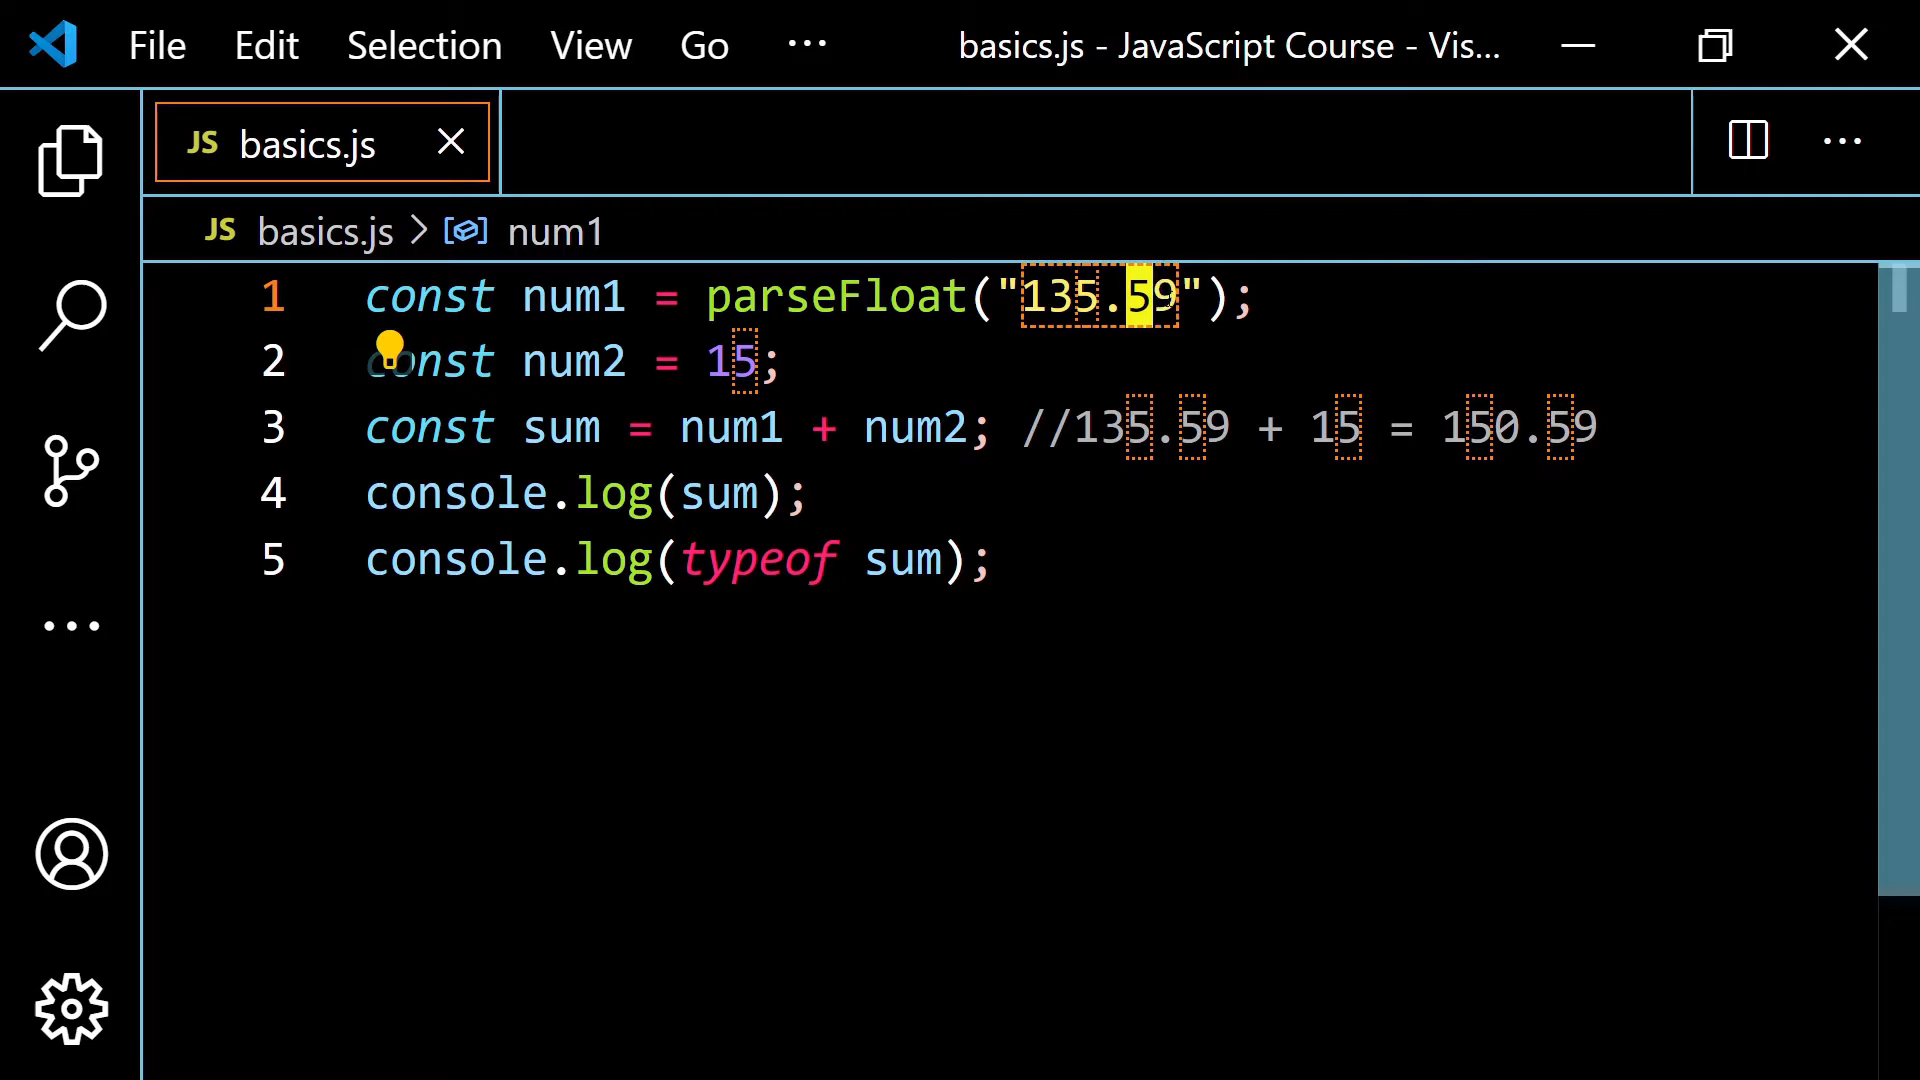 File Edit Selection View Go ··· basics.js - JavaScript Course - Vis...
JS basics.js
JS basics.js > num1
1 const num1 = parseFloat("135.59");
2 const num2 = 15;
3 const sum = num1 + num2; //135.59 + 15 = 150.59
4 console.log(sum);
5 console.log(typeof sum);